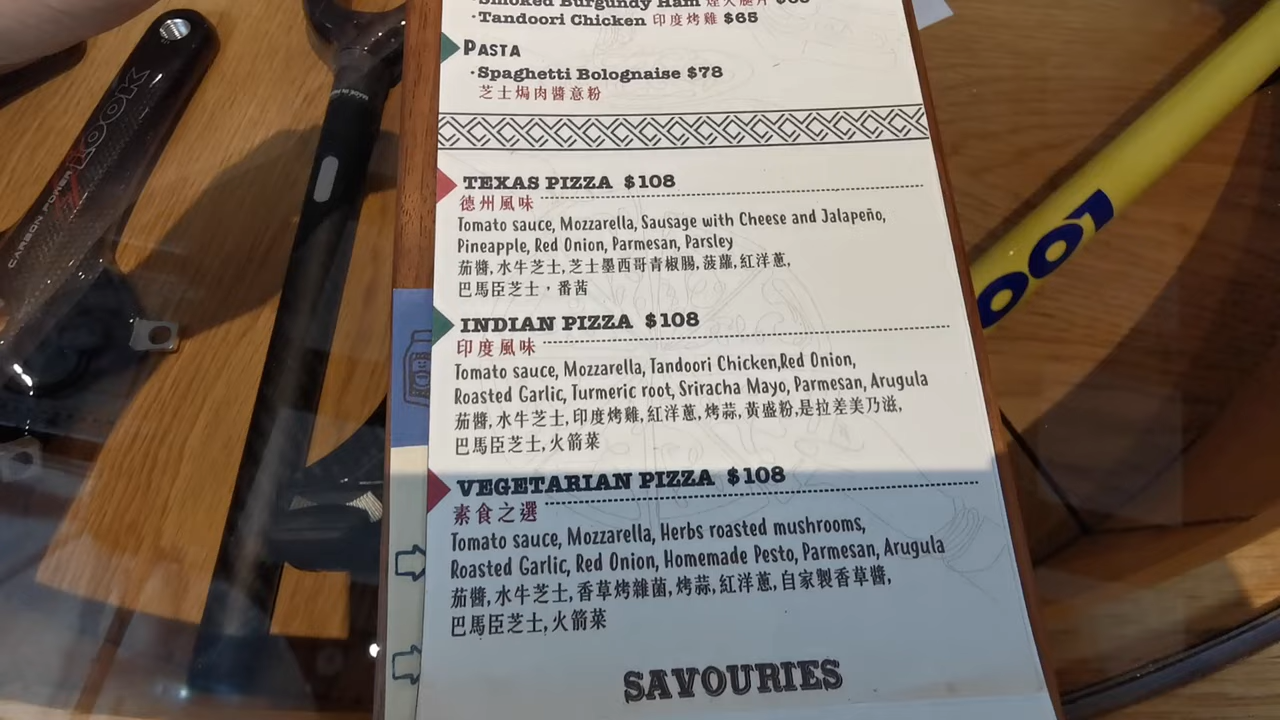 Smoked Burgundy Ham
·Tandoori Chicken 印度烤雞 $65
PASTA
·Spaghetti Bolognaise $78
芝士焗肉醬意粉
TEXAS PIZZA $108
德州風味
Tomato sauce, Mozzarella, Sausage with Cheese and Jalapeño,
Pineapple, Red Onion, Parmesan, Parsley
茄醬,水牛芝士,芝士墨西哥青椒腸,菠蘿,紅洋蔥,
巴馬臣芝士，番茜
INDIAN PIZZA $108
印度風味
Tomato sauce, Mozzarella, Tandoori Chicken,Red Onion,
Roasted Garlic, Turmeric root, Sriracha Mayo, Parmesan, Arugula
茄醬,水牛芝士,印度烤雞,紅洋蔥,烤蒜,黃盛粉,是拉差美乃滋,
巴馬臣芝士,火箭菜
VEGETARIAN PIZZA $108
素食之選
Tomato sauce, Mozzarella, Herbs roasted mushrooms,
Roasted Garlic, Red Onion, Homemade Pesto, Parmesan, Arugula
茄醬,水牛芝士,香草烤雜菌,烤蒜,紅洋蔥,自家製香草醬,
巴馬臣芝士,火箭菜
SAVOURIES
LOOK
CARBON POWER
001